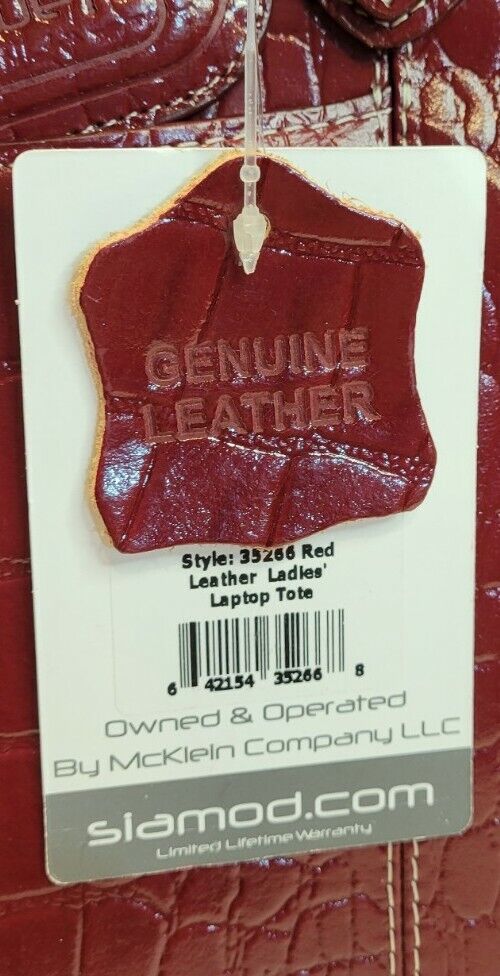 GENUINE
LEATHER
Style: 35266 Red
Leather Ladies'
Laptop Tote
6 42154 35266 8
Owned & Operated
By McKlein Company LLC
siamod.com
Limited Lifetime Warranty